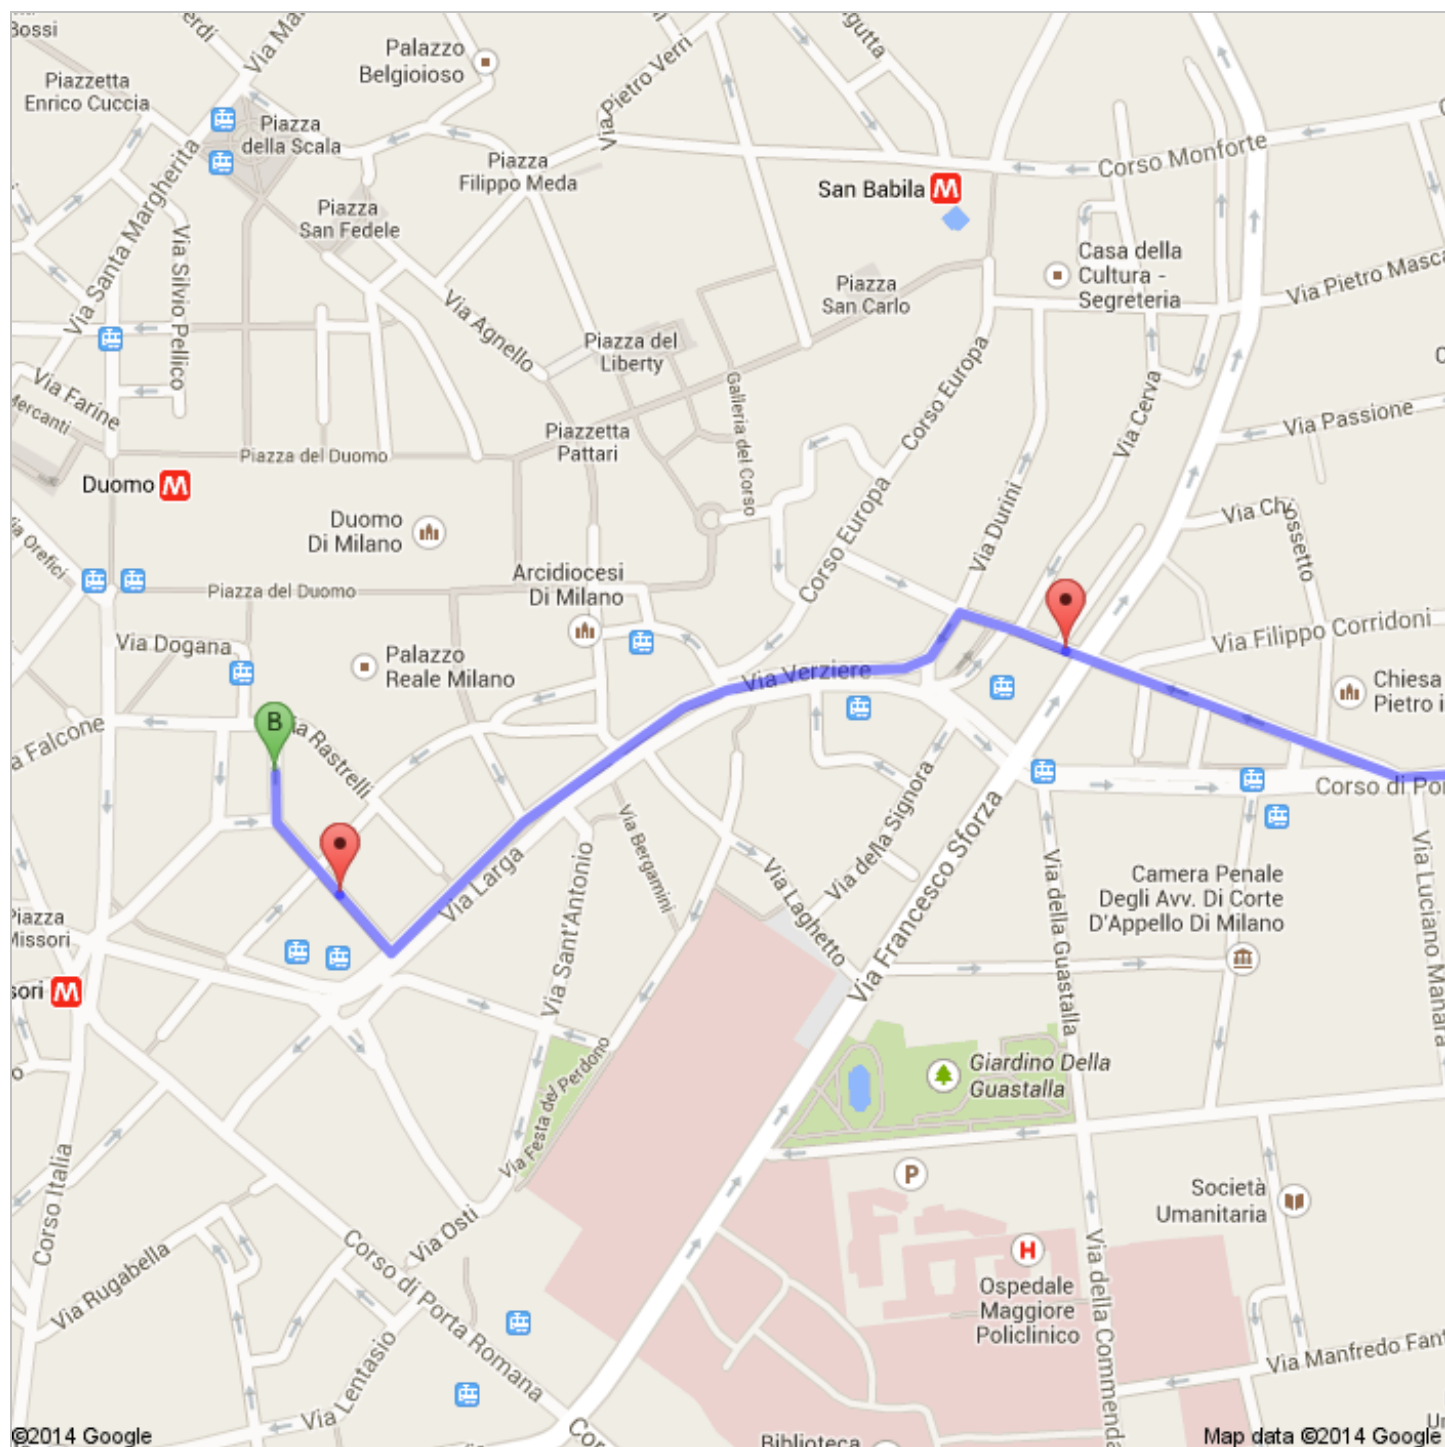 Bossi
Via
Palazzo
Belgioioso
Via Pietro Verri
Piazzetta
Enrico Cuccia
Piazza
della Scala
Piazza
Filippo Meda
Corso Monforte
San Babila
Via Santa Margherita
Piazza
San Fedele
Via Silvio Pellico
Casa della
Cultura -
Segreteria
Via Pietro
Piazza
San Carlo
Via Agnello
Piazza del
Liberty
Corso Europa
Via Cerva
Via Farine
Mercanti
Galleria del Corso
Via Passione
Piazzetta
Pattari
Piazza del Duomo
Duomo
Duomo
Di Milano
Via Durini
Via Chiossetto
Corso Europa
Via Orefici
Arcidiocesi
Di Milano
Piazza del Duomo
Via Dogana
Via Filippo Corridoni
Palazzo
Reale Milano
Via Verziere
Chiesa
Pietro
Falcone
B
Via Rastrelli
Corso di
Via Bergamini
Via della Signora
Via Francesco Sforza
Via Larga
Via Sant'Antonio
Via Laghetto
Via della Guastalla
Via Luciano Manara
Camera Penale
Degli Avv. Di Corte
D'Appello Di Milano
Piazza
Missori
sori
Giardino Della
Guastalla
Via Festa del Perdono
Corso Italia
P
Società
Umanitaria
Via Osti
Via Rugabella
Corso di Porta Romana
H
Ospedale
Maggiore
Policlinico
Via della Commenda
Via Lentasio
Via Manfredo
Biblioteca
©2014 Google
Map data ©2014 Google